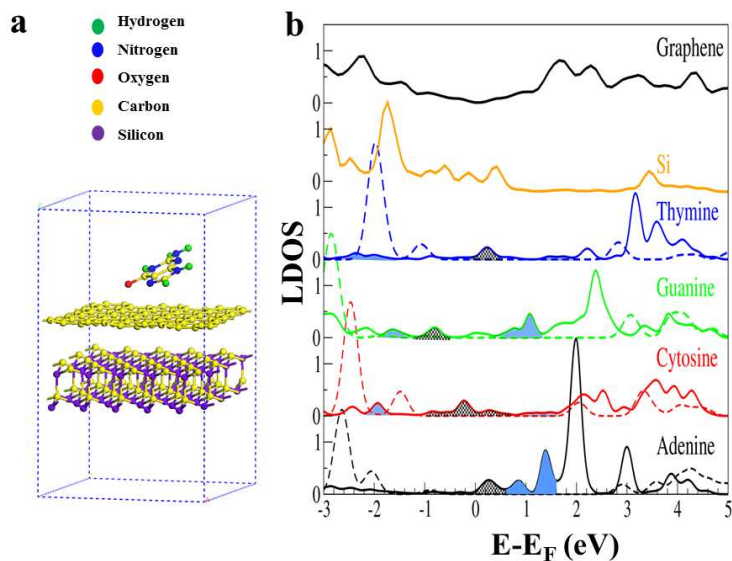 a
Hydrogen
Nitrogen
Oxygen
Carbon
Silicon
b
LDOS
1
0
Graphene
1
0
Si
1
0
Thymine
1
0
Guanine
1
0
Cytosine
1
0
Adenine
-3 -2 -1 0 1 2 3 4 5
E-EF (eV)